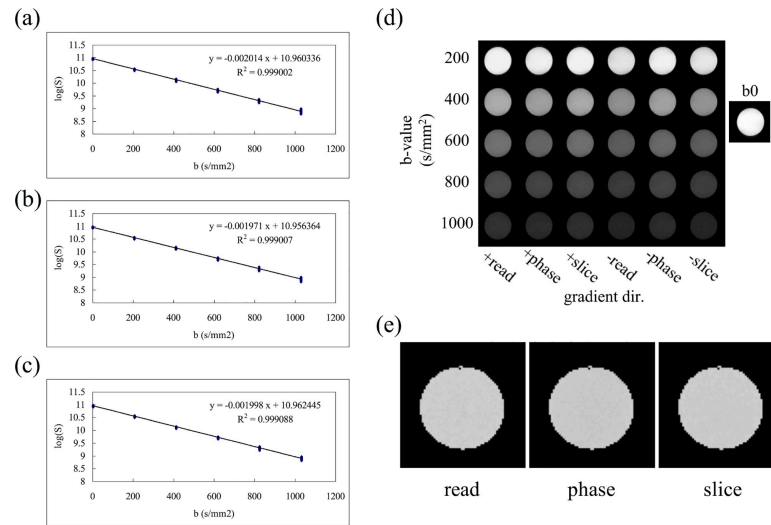 (a)
y = -0.002014 x + 10.960336
R² = 0.999002
log(S)
11.5
11
10.5
10
9.5
9
8.5
8
0 200 400 600 800 1000 1200
b (s/mm2)
(b)
y = -0.001971 x + 10.956364
R² = 0.999007
log(S)
11.5
11
10.5
10
9.5
9
8.5
8
0 200 400 600 800 1000 1200
b (s/mm2)
(c)
y = -0.001998 x + 10.962445
R² = 0.999088
log(S)
11.5
11
10.5
10
9.5
9
8.5
8
0 200 400 600 800 1000 1200
b (s/mm2)
(d)
b-value
(s/mm²)
200
400
600
800
1000
b0
+read +phase +slice -read -phase -slice
gradient dir.
(e)
read phase slice